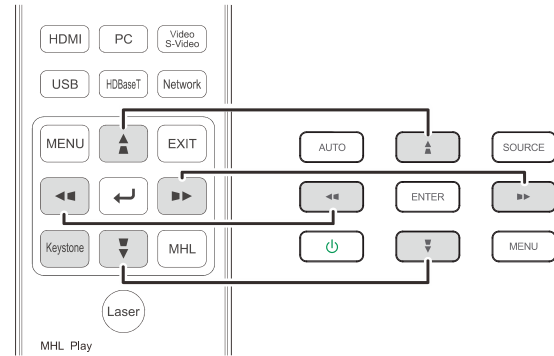 HDMI PC Video
S-Video
USB HDBaseT Network
MENU EXIT
AUTO SOURCE
ENTER
Keystone MHL
MENU
Laser
MHL Play